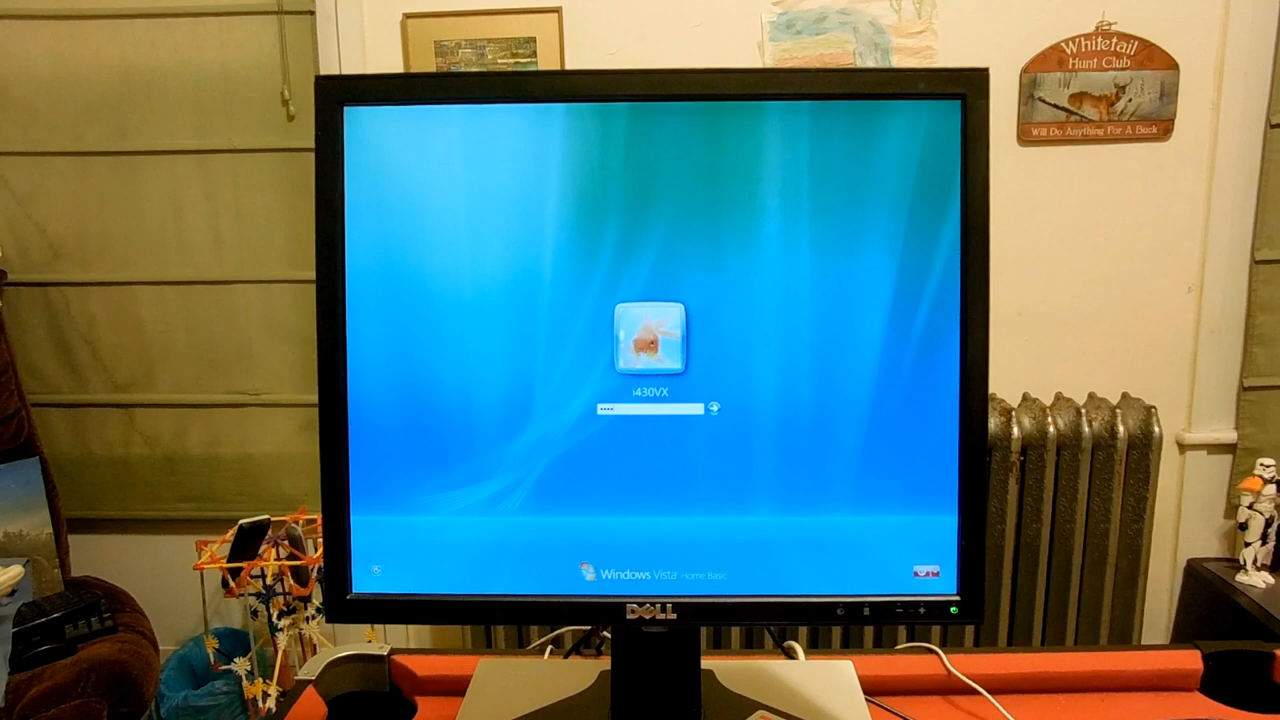 Whitetail
Hunt Club
Will Do Anything For A Buck
i430VX
Windows Vista Home Basic
DELL